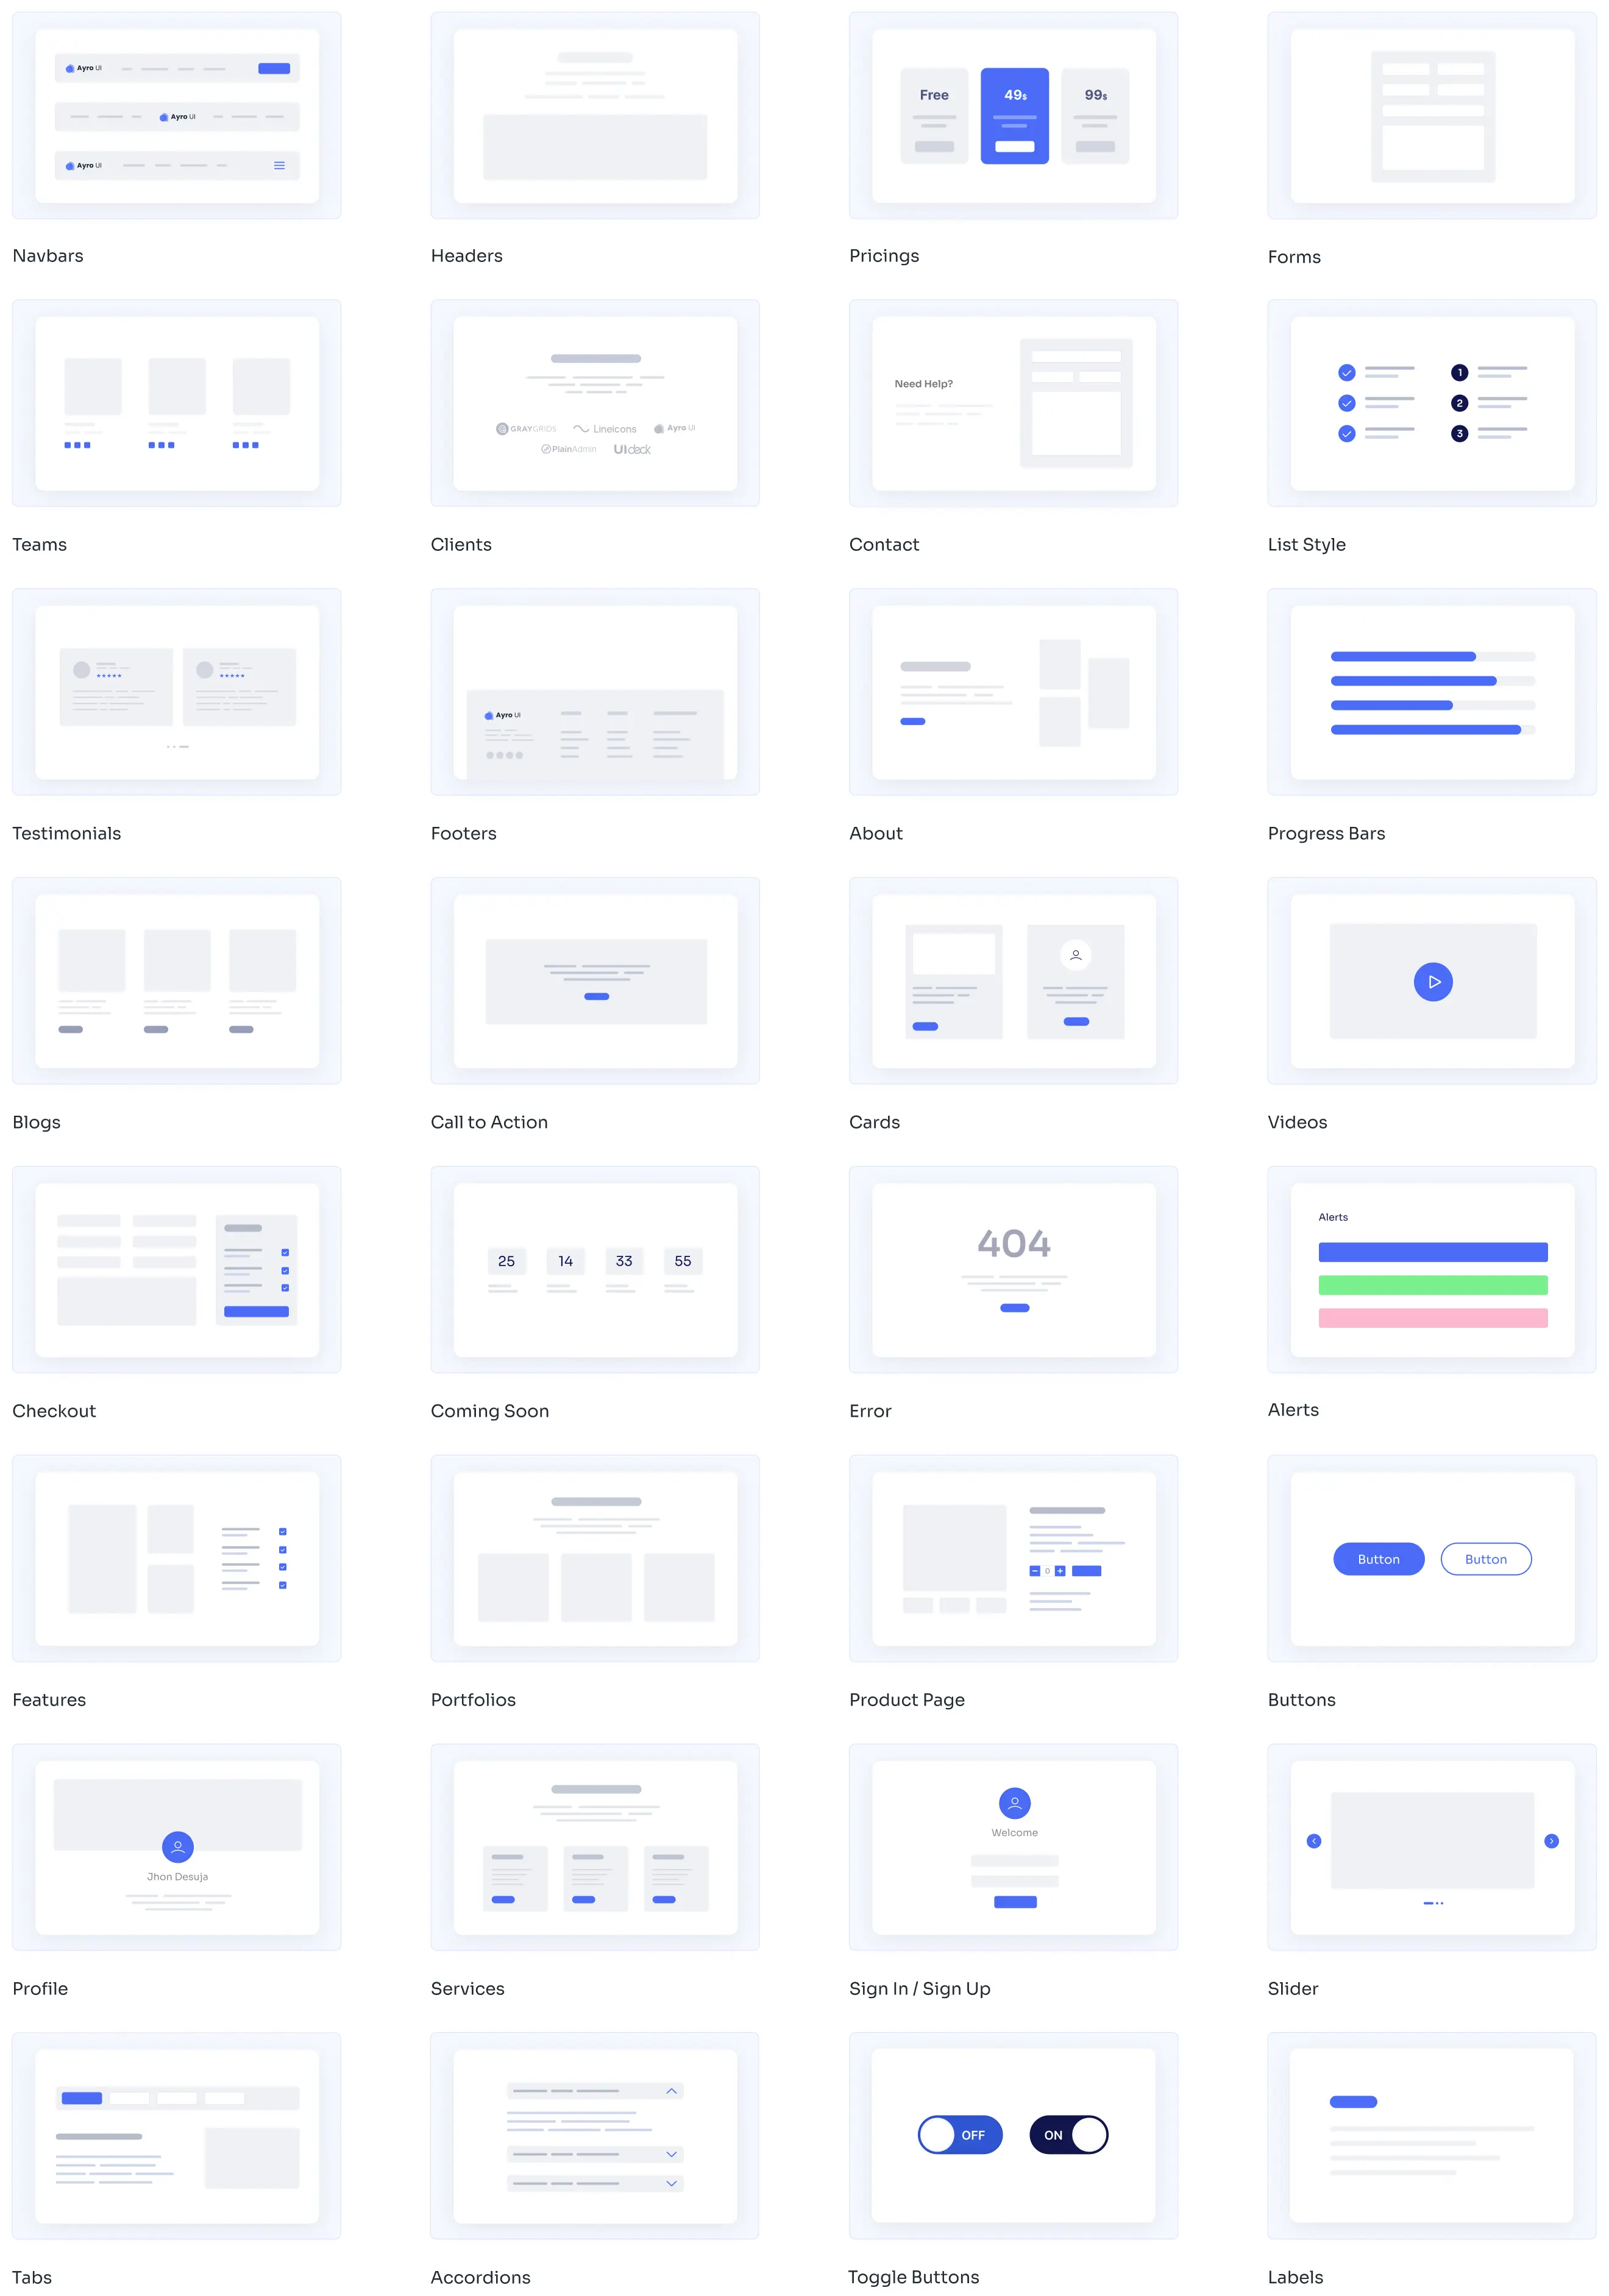 Ayro UI
Ayro UI
Ayro UI
Free
49$
99$
Navbars
Headers
Pricings
Forms
Need Help?
GRAYGRIDS
Lineicons
Ayro UI
PlainAdmin
UIdeck
1
2
3
Teams
Clients
Contact
List Style
Ayro UI
Testimonials
Footers
About
Progress Bars
Blogs
Call to Action
Cards
Videos
25
14
33
55
404
Alerts
Checkout
Coming Soon
Error
Alerts
0
Button
Button
Features
Portfolios
Product Page
Buttons
Jhon Desuja
Welcome
Profile
Services
Sign In / Sign Up
Slider
OFF
ON
Tabs
Accordions
Toggle Buttons
Labels